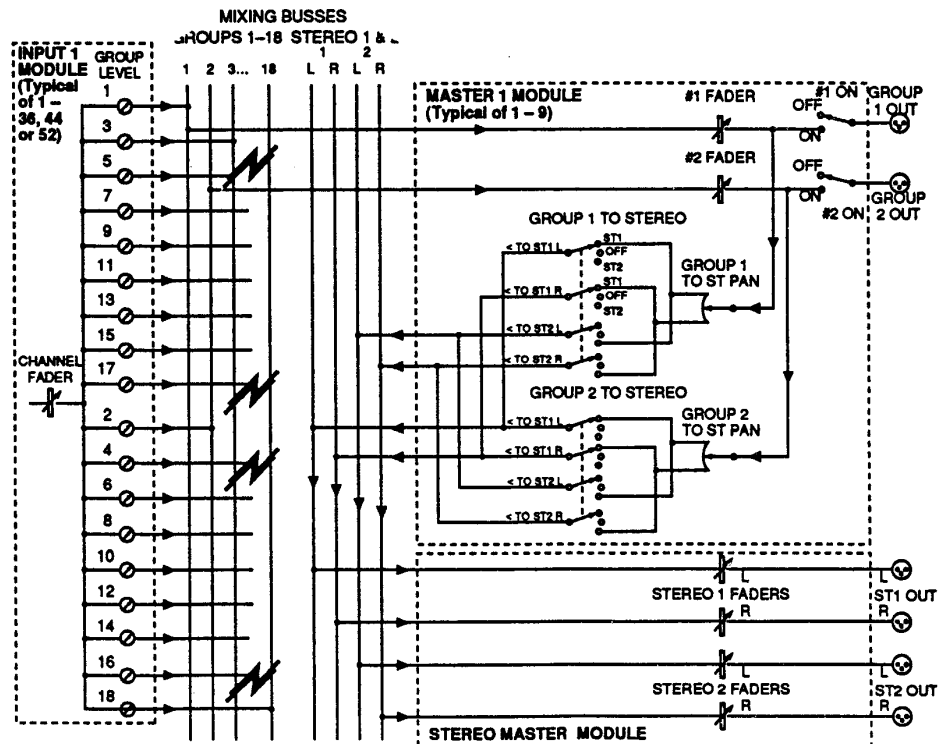 MIXING BUSSES
GROUPS 1–18 STEREO 1 &
INPUT 1
MODULE
(Typical
of 1 –
36, 44
or 52)
GROUP
LEVEL
1
3
5
7
9
11
13
15
17
2
4
6
8
10
12
14
16
18
CHANNEL
FADER
1 2 3... 18
1 2
L R L R
MASTER 1 MODULE
(Typical of 1 – 9)
#1 FADER
#1 ON
OFF
ON
GROUP
1 OUT
#2 FADER
OFF
ON
#2 ON
GROUP
2 OUT
GROUP 1 TO STEREO
< TO ST1 L
ST1
OFF
ST2
< TO ST1 R
ST1
OFF
ST2
< TO ST2 L
< TO ST2 R
GROUP 1
TO ST PAN
GROUP 2 TO STEREO
< TO ST1 L
< TO ST1 R
< TO ST2 L
< TO ST2 R
GROUP 2
TO ST PAN
L
L
STEREO 1 FADERS
ST1 OUT
R
R
L
L
STEREO 2 FADERS
ST2 OUT
R
R
STEREO MASTER MODULE